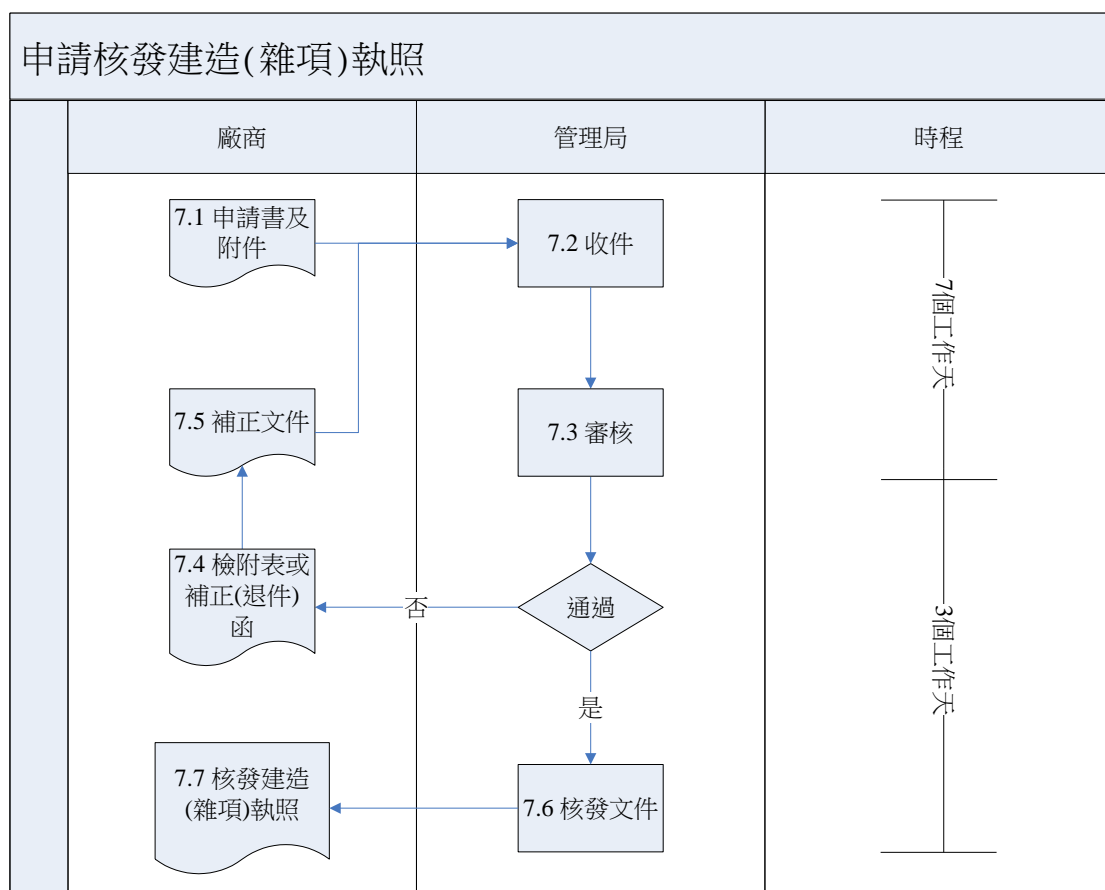 申請核發建造(雜項)執照
廠商
管理局
時程
7.1 申請書及
附件
7.2 收件
7個工作天
7.5 補正文件
7.3 審核
7.4 檢附表或
補正(退件)
函
否
通過
3個工作天
是
7.7 核發建造
(雜項)執照
7.6 核發文件